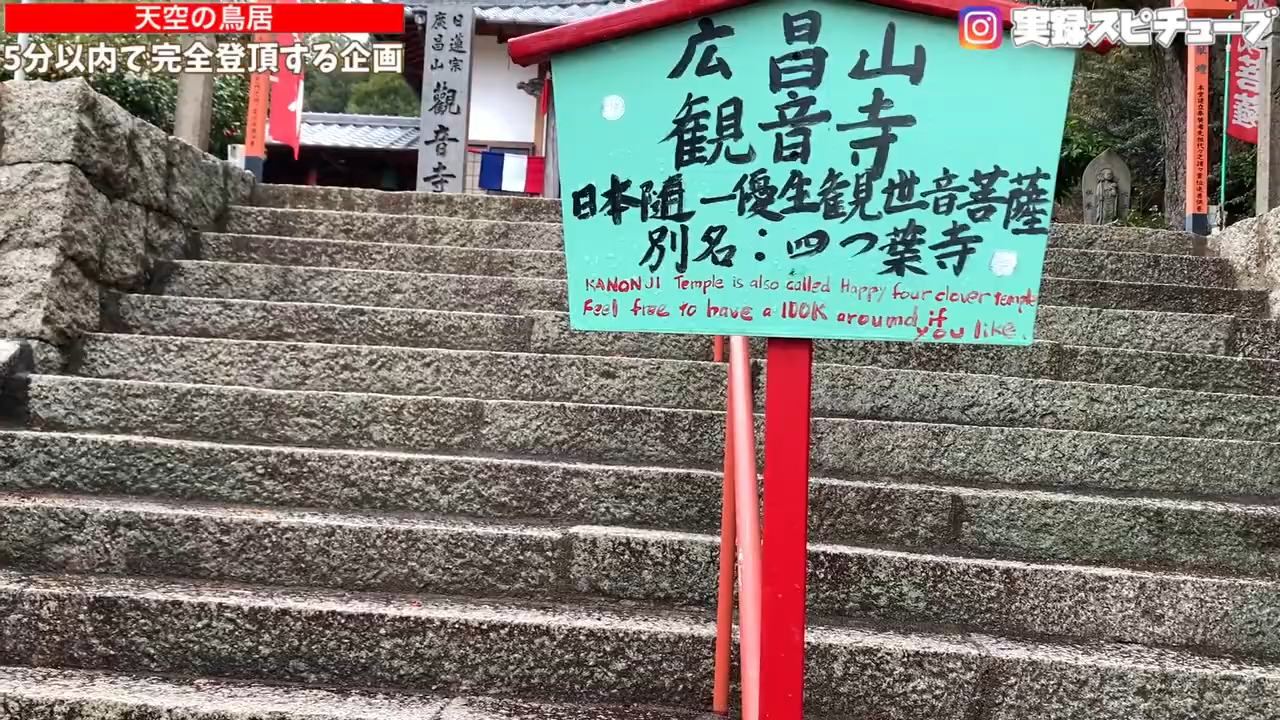 天空の鳥居
5分以内で完全登頂する企画
実録スピチューブ
日蓮宗
廣昌山
觀音寺
広昌山
観音寺
日本随一優生観世音菩薩
別名:四つ葉寺
KANONJI Temple is also called Happy four clover temple
Feel free to have a lOOK around if
you like.
菩薩